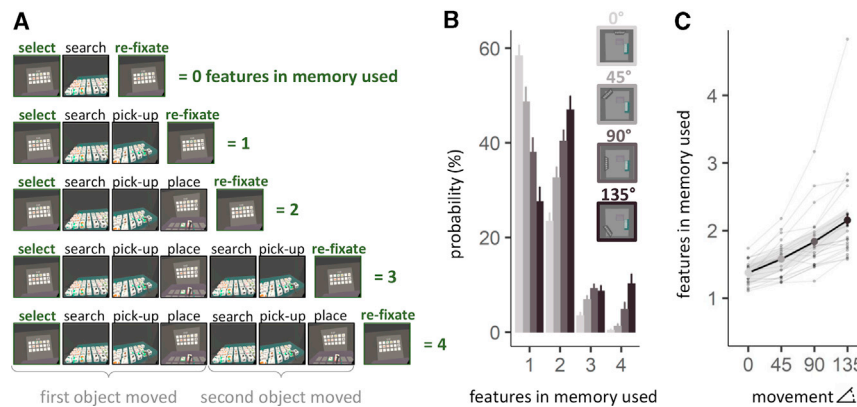 A
select search re-fixate
= 0 features in memory used
select search pick-up re-fixate
= 1
select search pick-up place re-fixate
= 2
select search pick-up place search pick-up re-fixate
= 3
select search pick-up place search pick-up place re-fixate
= 4
first object moved second object moved
B
probability (%)
60
40
20
0
0°
45°
90°
135°
1 2 3 4
features in memory used
C
features in memory used
4
3
2
1
0 45 90 135
movement